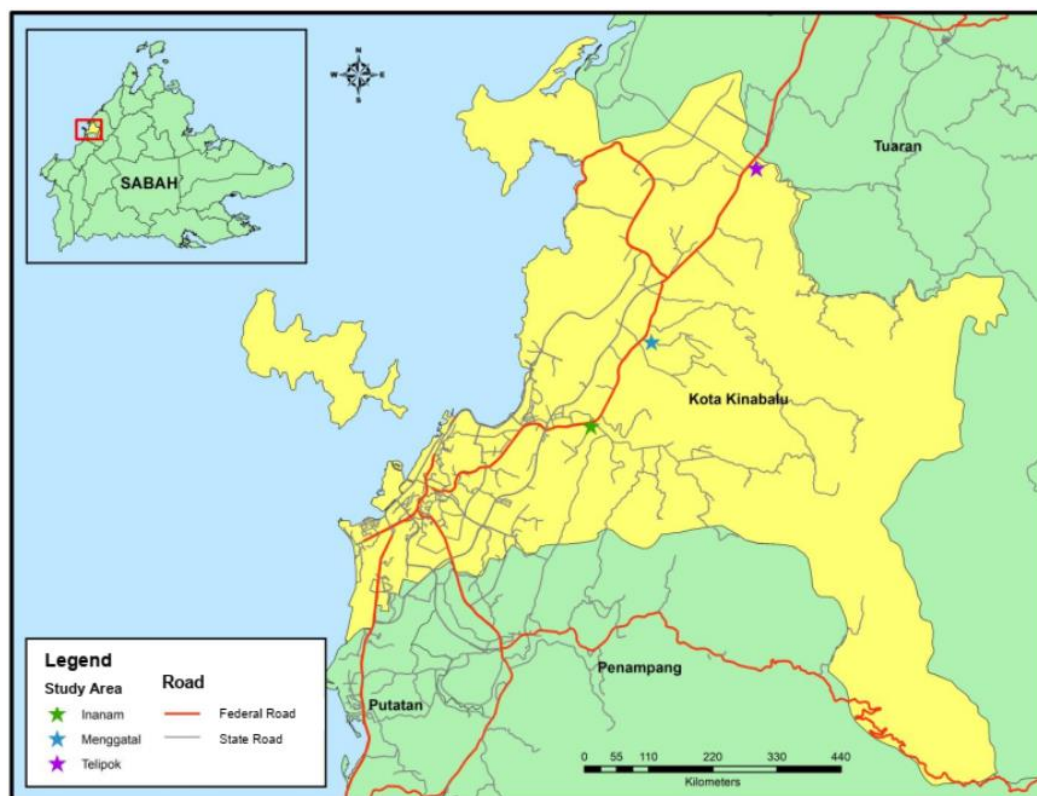 N
W E
S
SABAH
Tuaran
Kota Kinabalu
Penampang
Putatan
Legend
Study Area Road
Inanam Federal Road
Menggatal State Road
Telipok
0 55 110 220 330 440
Kilometers